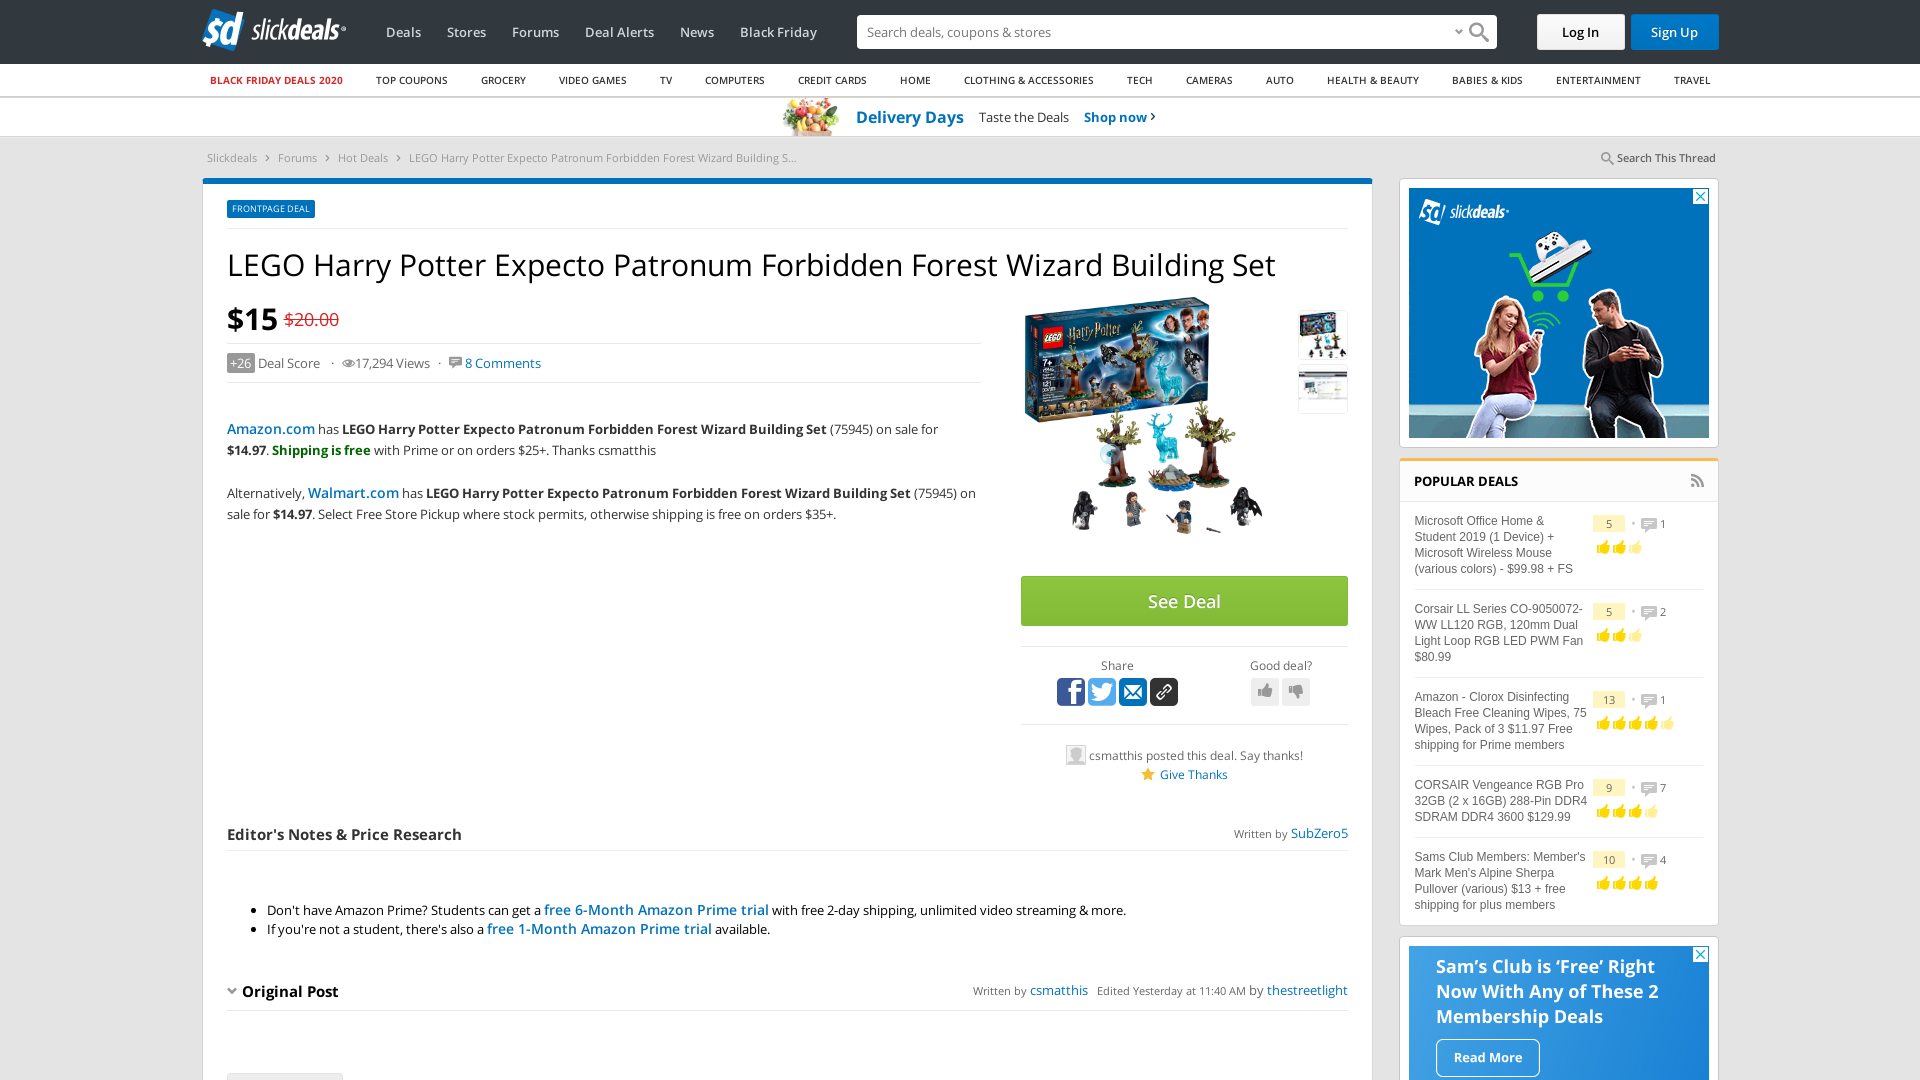 slickdeals
Deals
Stores
Forums
Deal Alerts
News
Black Friday
Search deals, coupons & stores
Log In
Sign Up
BLACK FRIDAY DEALS 2020
TOP COUPONS
GROCERY
VIDEO GAMES
TV
COMPUTERS
CREDIT CARDS
HOME
CLOTHING & ACCESSORIES
TECH
CAMERAS
AUTO
HEALTH & BEAUTY
BABIES & KIDS
ENTERTAINMENT
TRAVEL
Delivery Days Taste the Deals Shop now
Slickdeals > Forums > Hot Deals > LEGO Harry Potter Expecto Patronum Forbidden Forest Wizard Building S...
Search This Thread
FRONTPAGE DEAL
LEGO Harry Potter Expecto Patronum Forbidden Forest Wizard Building Set
$15 $20.00
+26 Deal Score · 17,294 Views · 8 Comments
Amazon.com has LEGO Harry Potter Expecto Patronum Forbidden Forest Wizard Building Set (75945) on sale for
$14.97. Shipping is free with Prime or on orders $25+. Thanks csmatthis
Alternatively, Walmart.com has LEGO Harry Potter Expecto Patronum Forbidden Forest Wizard Building Set (75945) on
sale for $14.97. Select Free Store Pickup where stock permits, otherwise shipping is free on orders $35+.
LEGO
Harry Potter
7+
See Deal
Share
Good deal?
csmatthis posted this deal. Say thanks!
Give Thanks
Editor's Notes & Price Research
Written by SubZero5
• Don't have Amazon Prime? Students can get a free 6-Month Amazon Prime trial with free 2-day shipping, unlimited video streaming & more.
• If you're not a student, there's also a free 1-Month Amazon Prime trial available.
Original Post
Written by csmatthis Edited Yesterday at 11:40 AM by thestreetlight
slickdeals
POPULAR DEALS
Microsoft Office Home &
Student 2019 (1 Device) +
Microsoft Wireless Mouse
(various colors) - $99.98 + FS
5 • 1
Corsair LL Series CO-9050072-
WW LL120 RGB, 120mm Dual
Light Loop RGB LED PWM Fan
$80.99
5 • 2
Amazon - Clorox Disinfecting
Bleach Free Cleaning Wipes, 75
Wipes, Pack of 3 $11.97 Free
shipping for Prime members
13 • 1
CORSAIR Vengeance RGB Pro
32GB (2 x 16GB) 288-Pin DDR4
SDRAM DDR4 3600 $129.99
9 • 7
Sams Club Members: Member's
Mark Men's Alpine Sherpa
Pullover (various) $13 + free
shipping for plus members
10 • 4
Sam's Club is ‘Free’ Right
Now With Any of These 2
Membership Deals
Read More